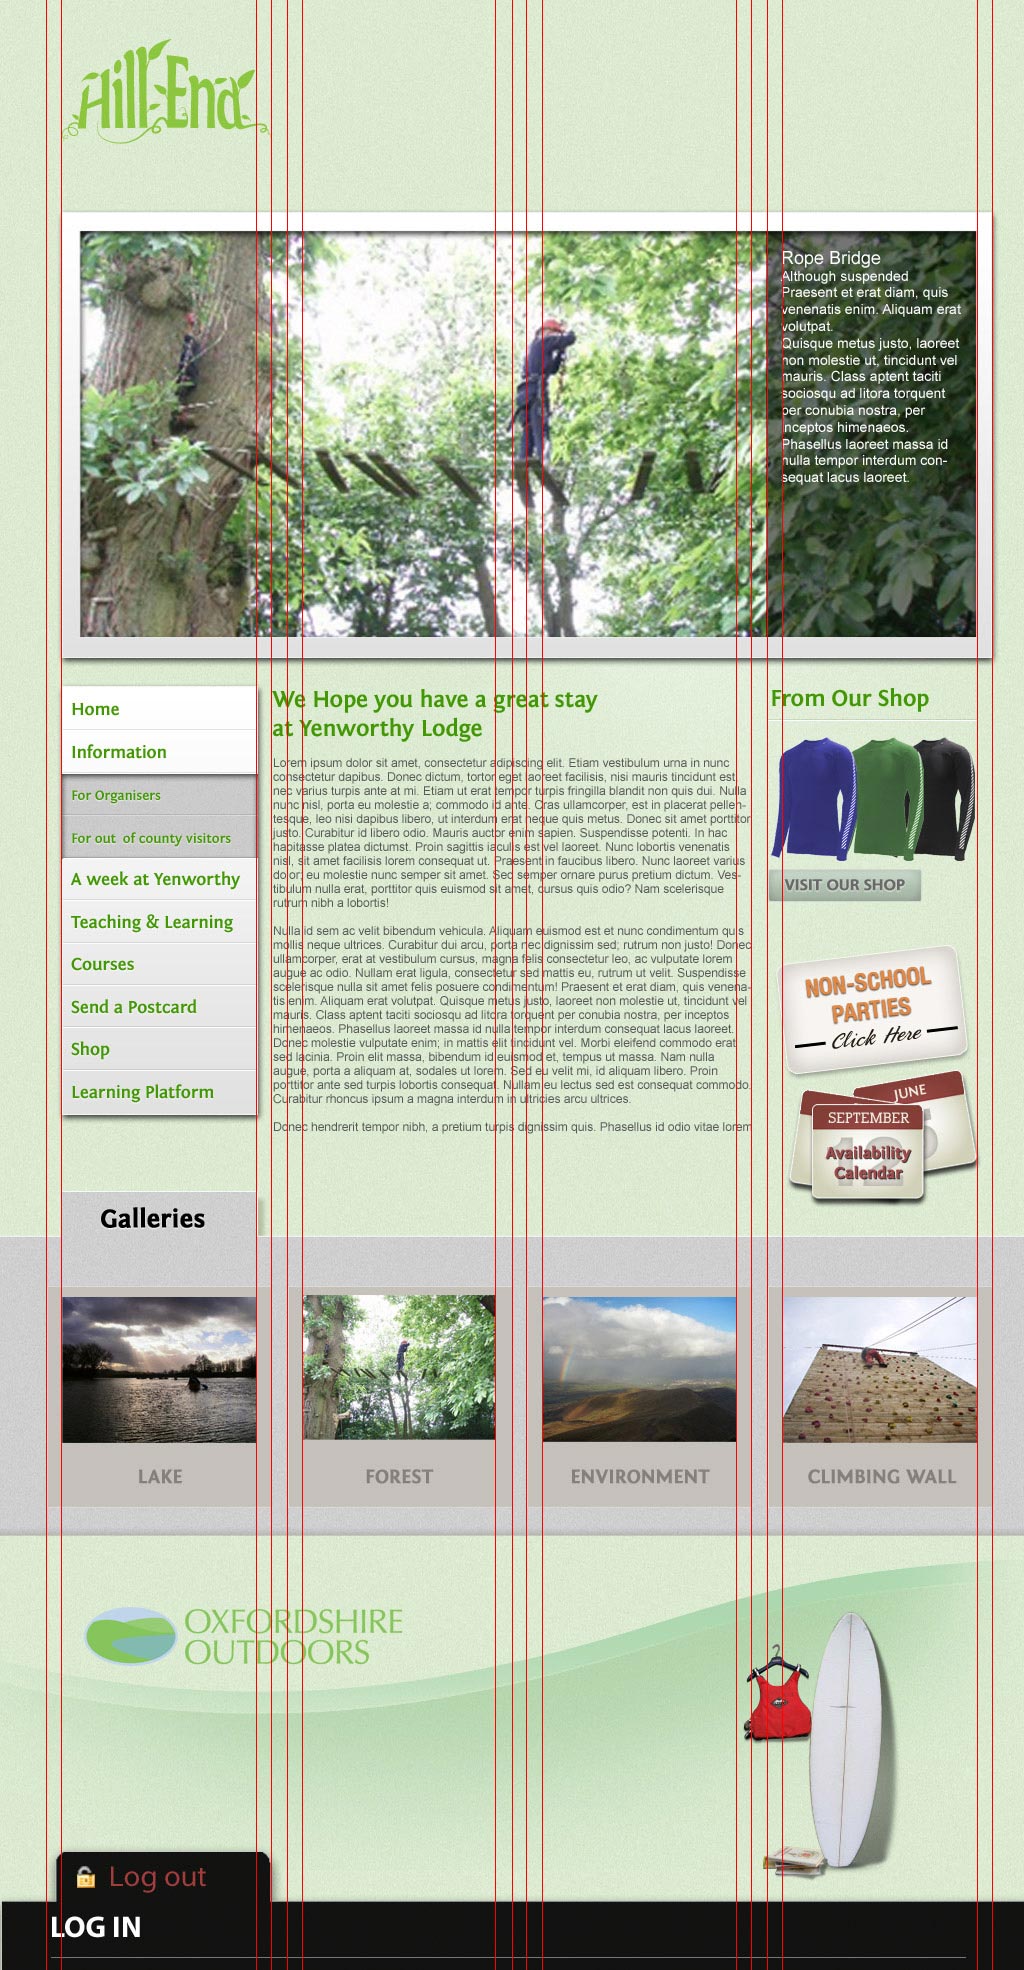 Hill End
Rope Bridge
Although suspended
Praesent et erat diam, quis
venenatis enim. Aliquam erat
volutpat.
Quisque metus justo, laoreet
non molestie ut, tincidunt vel
mauris. Class aptent taciti
sociosqu ad litora torquent
per conubia nostra, per
inceptos himenaeos.
Phasellus laoreet massa id
nulla tempor interdum con-
sequat lacus laoreet.
Home
Information
For Organisers
For out of county visitors
A week at Yenworthy
Teaching & Learning
Courses
Send a Postcard
Shop
Learning Platform
We Hope you have a great stay
at Yenworthy Lodge
Lorem ipsum dolor sit amet, consectetur adipiscing elit. Etiam vestibulum urna in nunc
consectetur dapibus. Donec dictum, tortor eget laoreet facilisis, nisi mauris tincidunt est,
nec varius turpis ante at mi. Etiam ut erat tempor turpis fringilla blandit non quis dui. Nulla
nunc nisl, porta eu molestie a; commodo id ante. Cras ullamcorper, est in placerat pellen-
tesque, leo nisi dapibus libero, ut interdum erat neque quis metus. Donec sit amet porttitor
justo. Curabitur id libero odio. Mauris auctor enim sapien. Suspendisse potenti. In hac
habitasse platea dictumst. Proin sagittis iaculis est vel laoreet. Nunc lobortis venenatis
nisl, sit amet facilisis lorem consequat ut. Praesent in faucibus libero. Nunc laoreet varius
dolor; eu molestie nunc semper sit amet. Sed semper ornare purus pretium dictum. Ves-
tibulum nulla erat, porttitor quis euismod sit amet, cursus quis odio? Nam scelerisque
rutrum nibh a lobortis!
Nulla id sem ac velit bibendum vehicula. Aliquam euismod est et nunc condimentum quis
mollis neque ultrices. Curabitur dui arcu, porta nec dignissim sed; rutrum non justo! Donec
ullamcorper, erat at vestibulum cursus, magna felis consectetur leo, ac vulputate lorem
augue ac odio. Nullam erat ligula, consectetur sed mattis eu, rutrum ut velit. Suspendisse
scelerisque nulla sit amet felis posuere condimentum! Praesent et erat diam, quis venena-
tis enim. Aliquam erat volutpat. Quisque metus justo, laoreet non molestie ut, tincidunt vel
mauris. Class aptent taciti sociosqu ad litora torquent per conubia nostra, per inceptos
himenaeos. Phasellus laoreet massa id nulla tempor interdum consequat lacus laoreet.
Donec molestie vulputate enim; in mattis elit tincidunt vel. Morbi eleifend commodo erat
sed lacinia. Proin elit massa, bibendum id euismod et, tempus ut massa. Nam nulla
augue, porta a aliquam at, sodales ut lorem. Sed eu velit mi, id aliquam libero. Proin
porttitor ante sed turpis lobortis consequat. Nullam eu lectus sed est consequat commodo.
Curabitur rhoncus ipsum a magna interdum in ultricies arcu ultrices.
Donec hendrerit tempor nibh, a pretium turpis dignissim quis. Phasellus id odio vitae lorem
From Our Shop
VISIT OUR SHOP
NON-SCHOOL
PARTIES
Click Here
JUNE
SEPTEMBER
12
Availability
Calendar
Galleries
LAKE
FOREST
ENVIRONMENT
CLIMBING WALL
OXFORDSHIRE
OUTDOORS
Log out
LOG IN